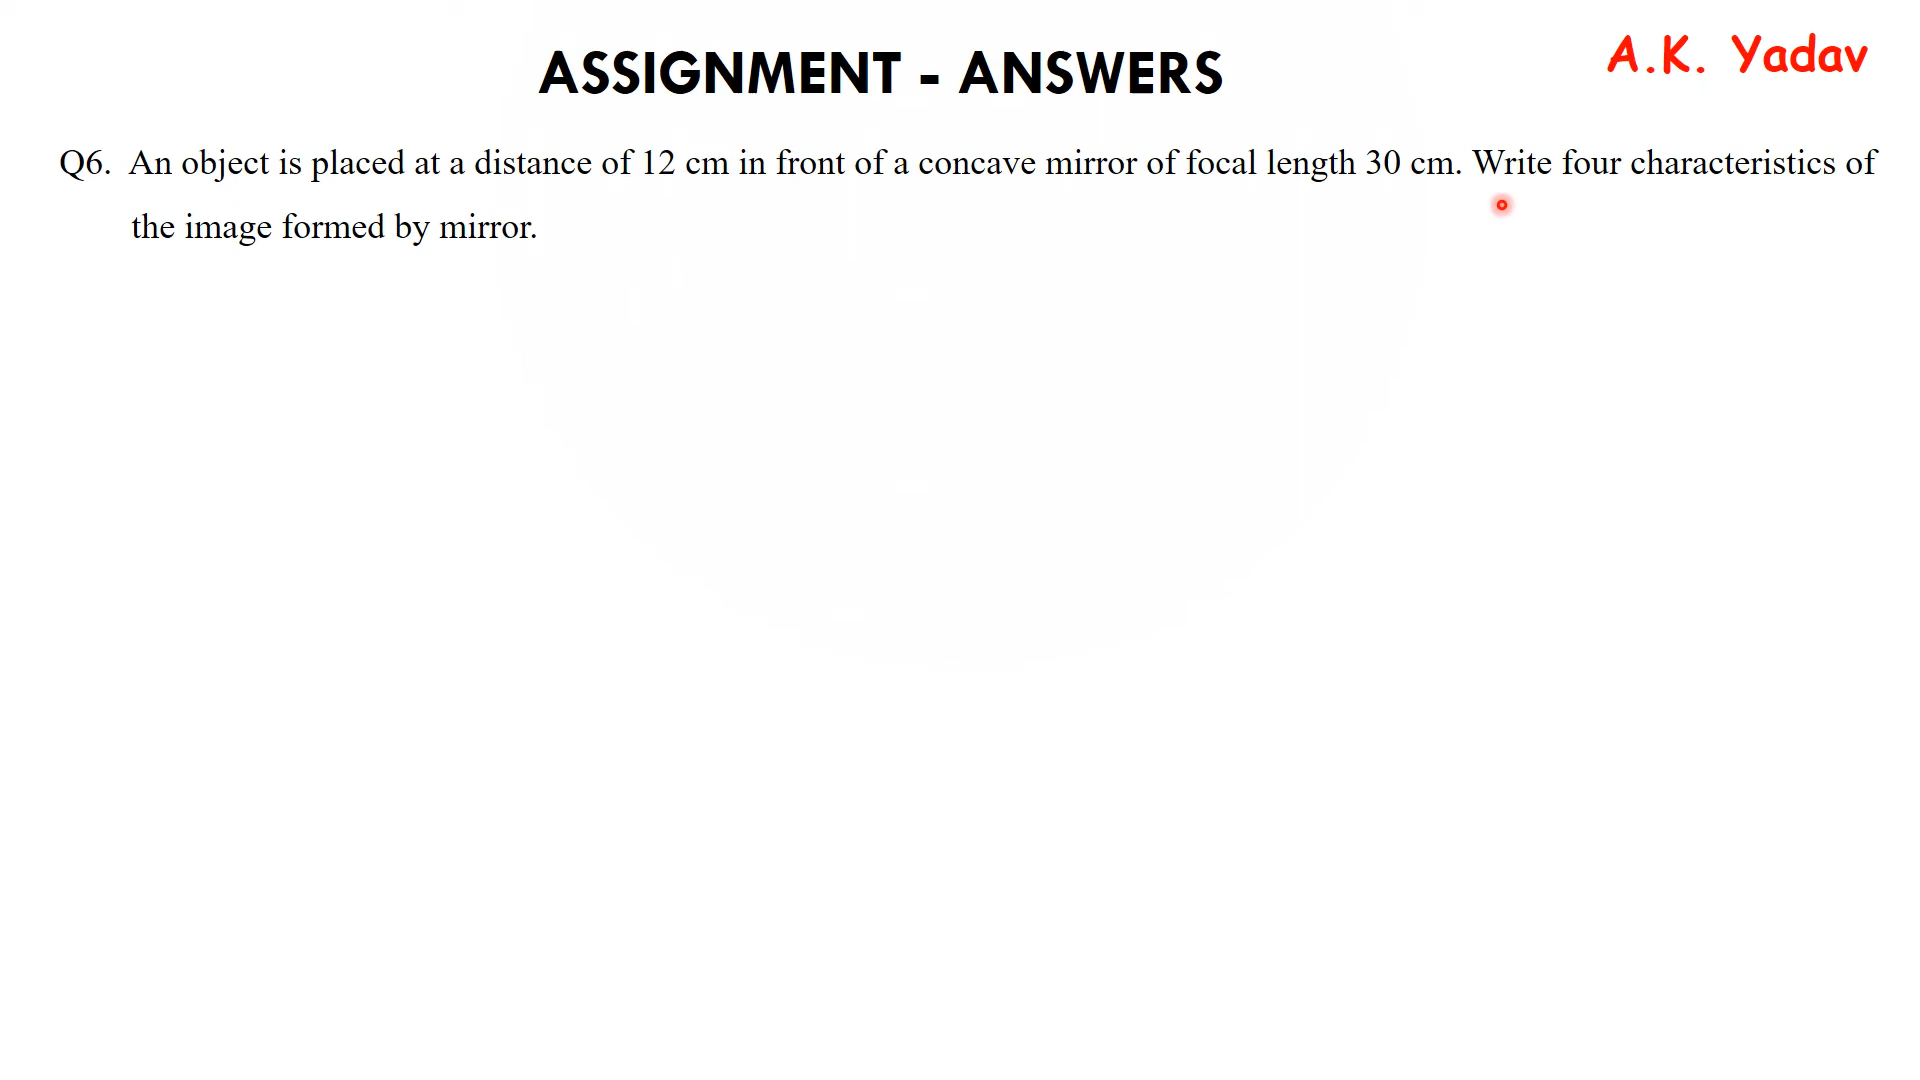 ASSIGNMENT - ANSWERS
A.K. Yadav
Q6. An object is placed at a distance of 12 cm in front of a concave mirror of focal length 30 cm. Write four characteristics of
the image formed by mirror.